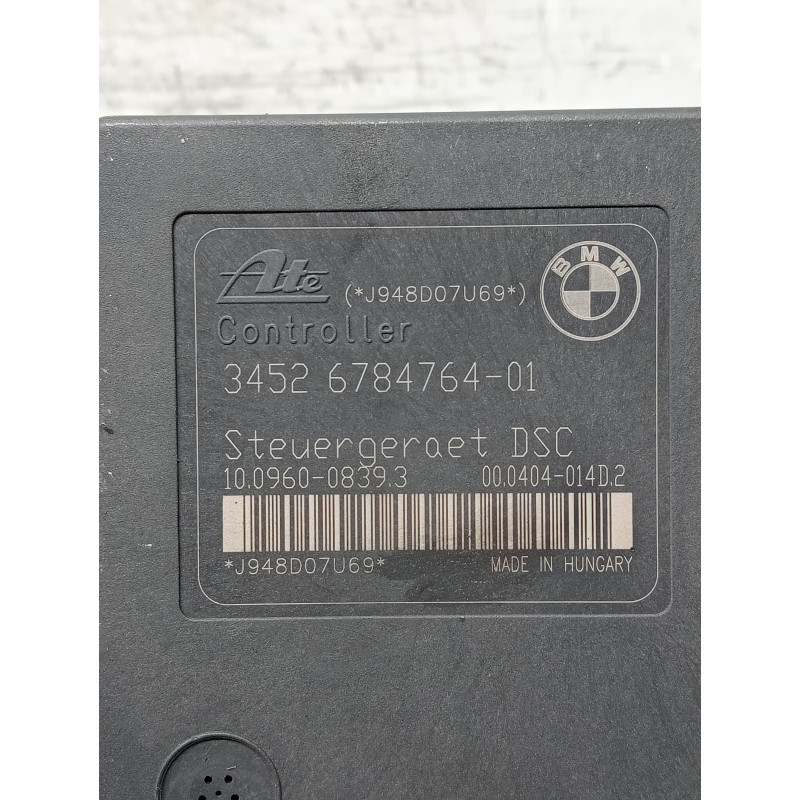 Ate (*J948D07U69*) BMW
Controller
3452 6784764-01
Steuergeraet DSC
10.0960-0839.3 00.0404-014D.2
*J948D07U69* MADE IN HUNGARY